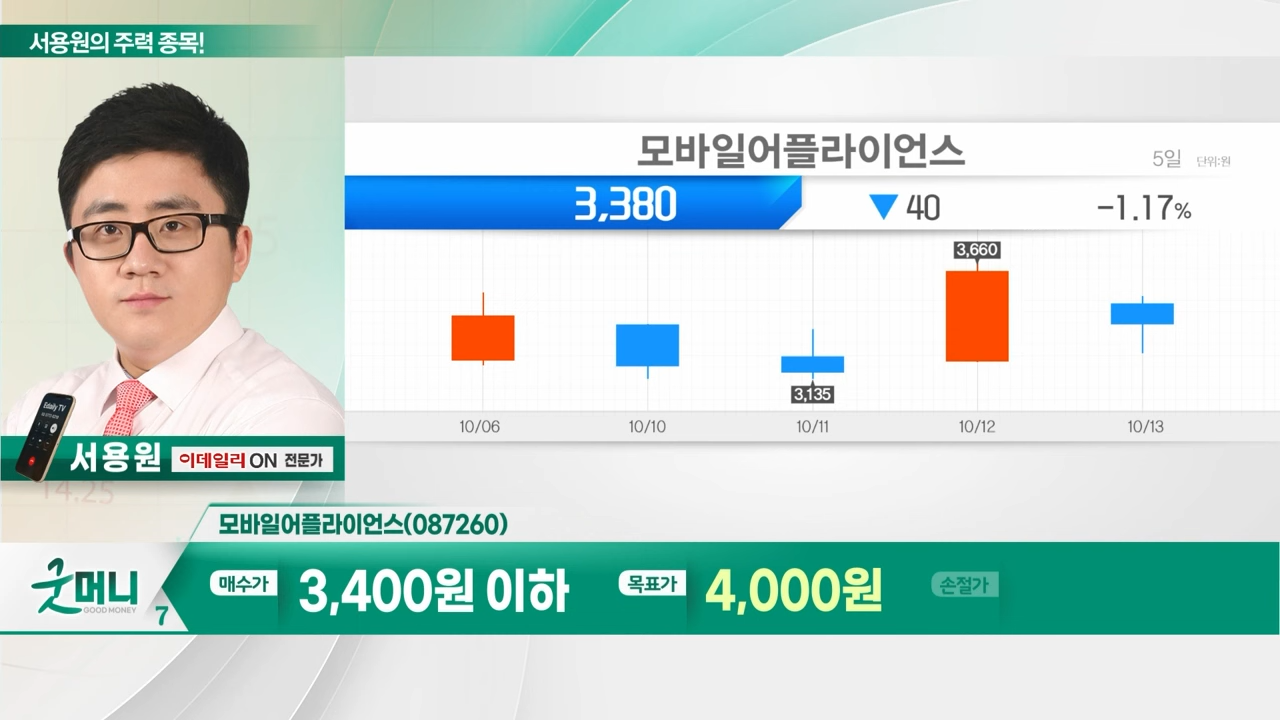 서용원의 주력 종목!
모바일어플라이언스
5일 단위:원
3,380 ▼40 -1.17%
3,660
3,135
10/06 10/10 10/11 10/12 10/13
Edaily TV
서용원 이데일리 ON 전문가
14.25
모바일어플라이언스(087260)
굿머니 GOOD MONEY 7
매수가 3,400원 이하 목표가 4,000원 손절가